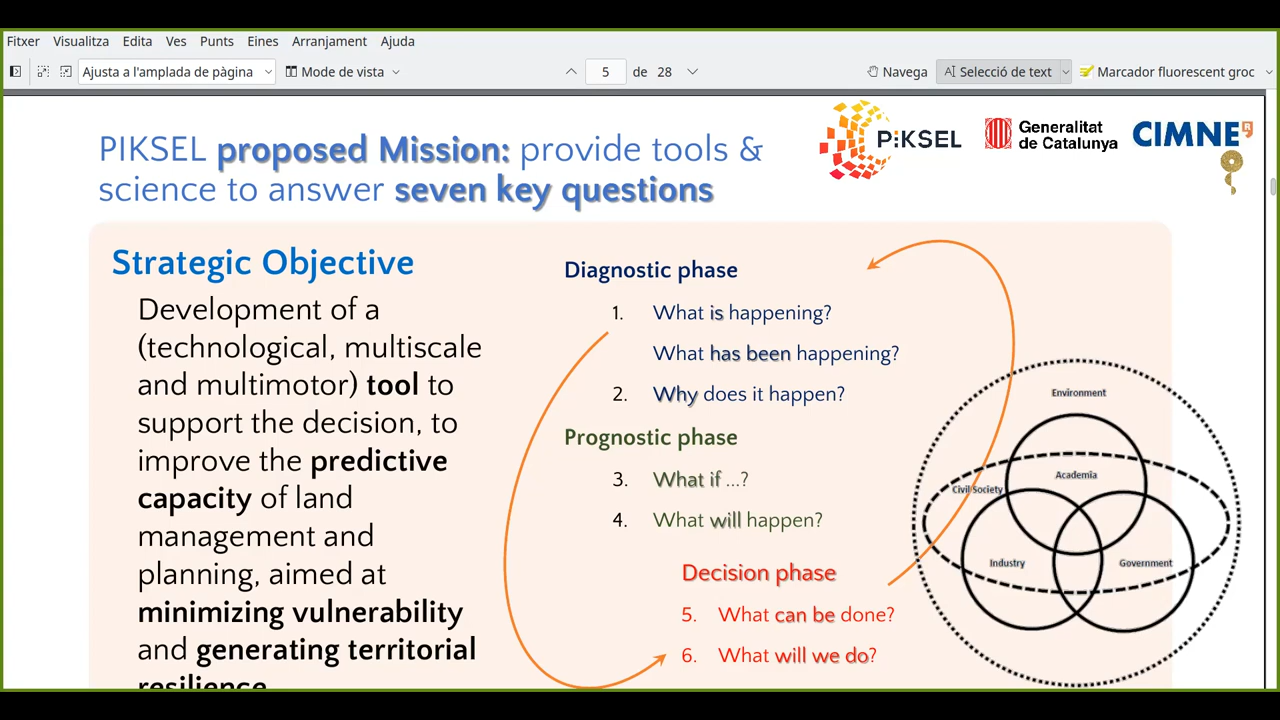 Fitxer Visualitza Edita Ves Punts Eines Arranjament Ajuda
Ajusta a l'amplada de pàgina Mode de vista 5 de 28 Navega Selecció de text Marcador fluorescent groc
PIKSEL proposed Mission: provide tools &
science to answer seven key questions
PiKSEL
Generalitat
de Catalunya
CIMNE
Strategic Objective
Development of a
(technological, multiscale
and multimotor) tool to
support the decision, to
improve the predictive
capacity of land
management and
planning, aimed at
minimizing vulnerability
and generating territorial
resilience
Diagnostic phase
1. What is happening?
What has been happening?
2. Why does it happen?
Prognostic phase
3. What if ...?
4. What will happen?
Decision phase
5. What can be done?
6. What will we do?
Environment
Academia
Civil Society
Industry
Government